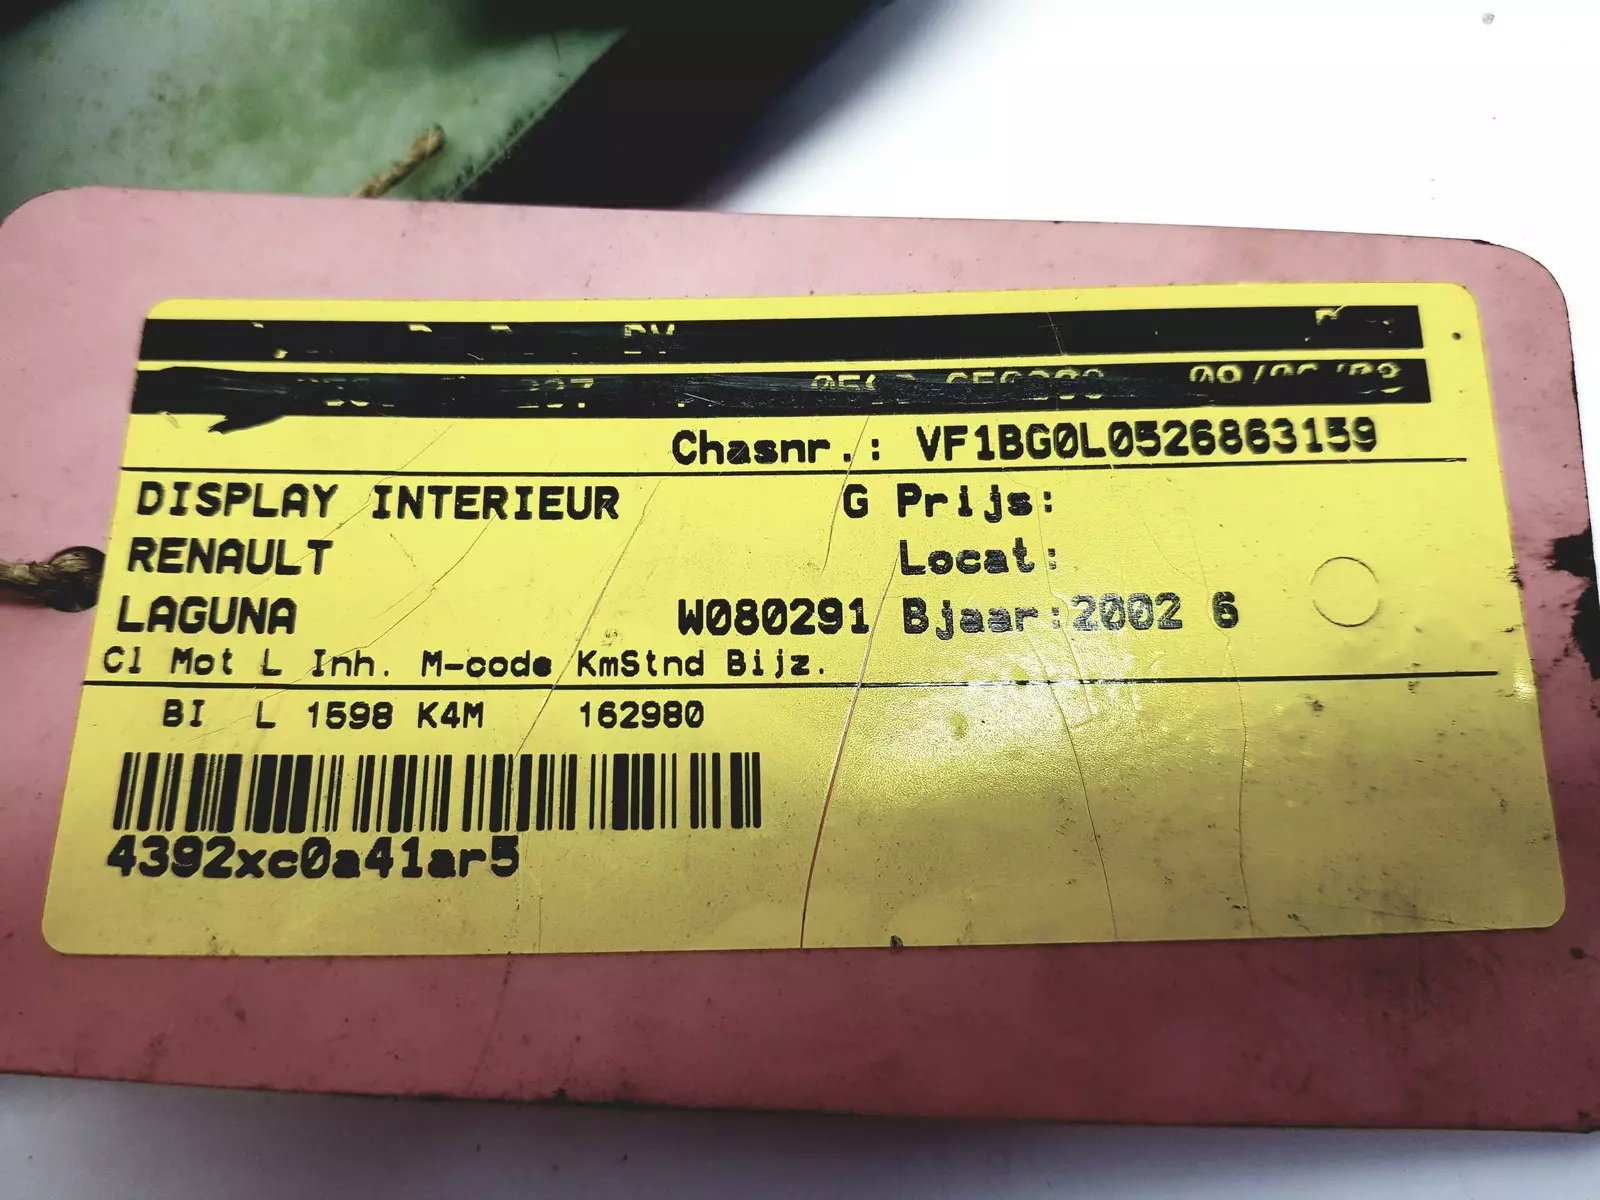 Chasnr.: VF1BG0L0526863159
DISPLAY INTERIEUR G Prijs:
RENAULT Locat:
LAGUNA W080291 Bjaar:2002 6
Cl Mot L Inh. M-code KmStnd Bijz.
BI L 1598 K4M 162980
4392xc0a41ar5